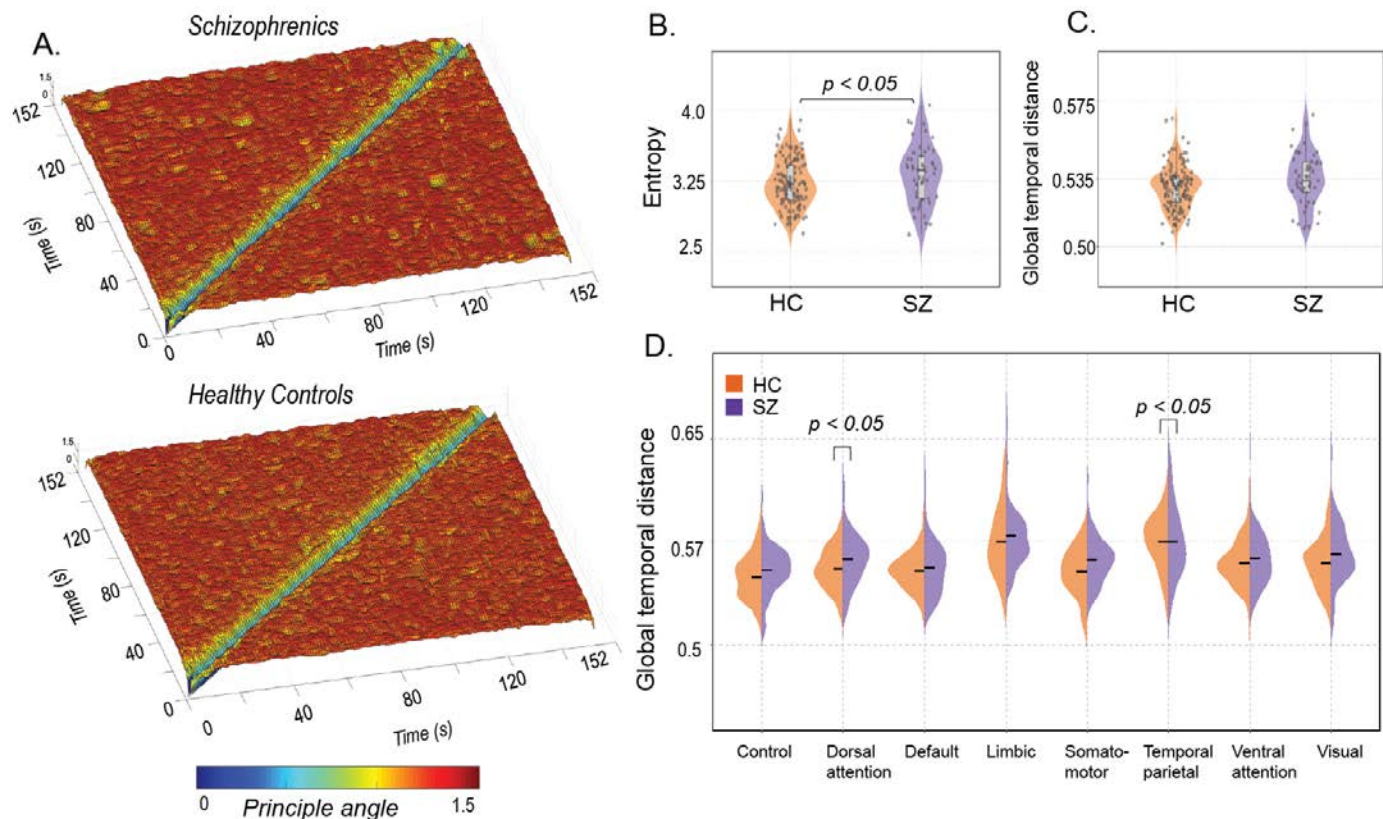 A.
Schizophrenics
1.5
0
152
120
80
40
0
Time (s)
0
40
80
120
152
Time (s)
Healthy Controls
1.5
0
152
120
80
40
0
Time (s)
0
40
80
120
152
Time (s)
0
Principle angle
1.5
B.
p < 0.05
4.0
3.25
2.5
Entropy
HC
SZ
C.
0.575
0.535
0.50
Global temporal distance
HC
SZ
D.
HC
SZ
p < 0.05
p < 0.05
0.65
0.57
0.5
Global temporal distance
Control
Dorsal
attention
Default
Limbic
Somato-
motor
Temporal
parietal
Ventral
attention
Visual